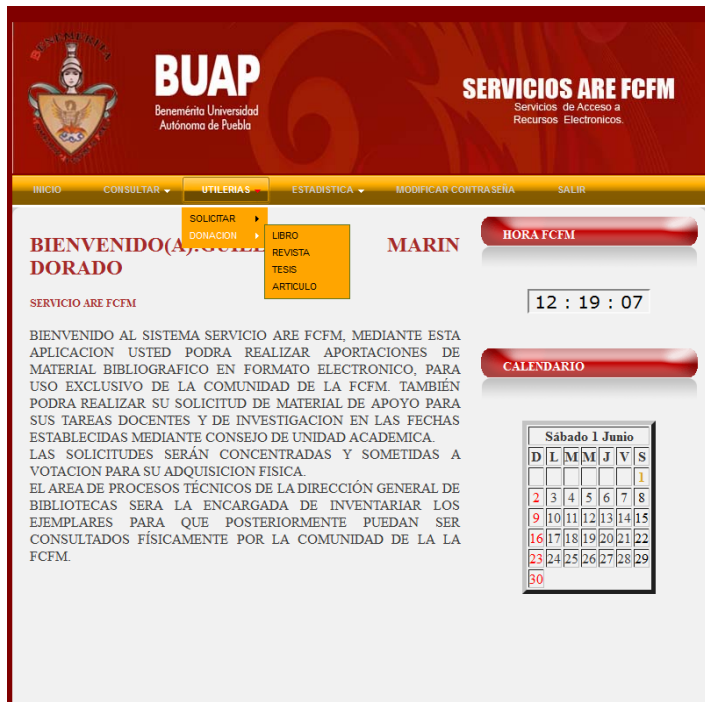 BENEMERITA
BUAP
Benemérita Universidad
Autónoma de Puebla
SERVICIOS ARE FCFM
Servicios de Acceso a
Recursos Electronicos.
INICIO CONSULTAR UTILERIAS ESTADISTICA MODIFICAR CONTRASEÑA SALIR
SOLICITAR
DONACION
LIBRO
REVISTA
TESIS
ARTICULO
BIENVENIDO(A): MARIN
DORADO
SERVICIO ARE FCFM
BIENVENIDO AL SISTEMA SERVICIO ARE FCFM, MEDIANTE ESTA
APLICACION USTED PODRA REALIZAR APORTACIONES DE
MATERIAL BIBLIOGRAFICO EN FORMATO ELECTRONICO, PARA
USO EXCLUSIVO DE LA COMUNIDAD DE LA FCFM. TAMBIÉN
PODRA REALIZAR SU SOLICITUD DE MATERIAL DE APOYO PARA
SUS TAREAS DOCENTES Y DE INVESTIGACION EN LAS FECHAS
ESTABLECIDAS MEDIANTE CONSEJO DE UNIDAD ACADEMICA.
LAS SOLICITUDES SERÁN CONCENTRADAS Y SOMETIDAS A
VOTACION PARA SU ADQUISICION FISICA.
EL AREA DE PROCESOS TÉCNICOS DE LA DIRECCIÓN GENERAL DE
BIBLIOTECAS SERA LA ENCARGADA DE INVENTARIAR LOS
EJEMPLARES PARA QUE POSTERIORMENTE PUEDAN SER
CONSULTADOS FÍSICAMENTE POR LA COMUNIDAD DE LA LA
FCFM.
HORA FCFM
12 : 19 : 07
CALENDARIO
Sábado 1 Junio
D L M M J V S
1
2 3 4 5 6 7 8
9 10 11 12 13 14 15
16 17 18 19 20 21 22
23 24 25 26 27 28 29
30